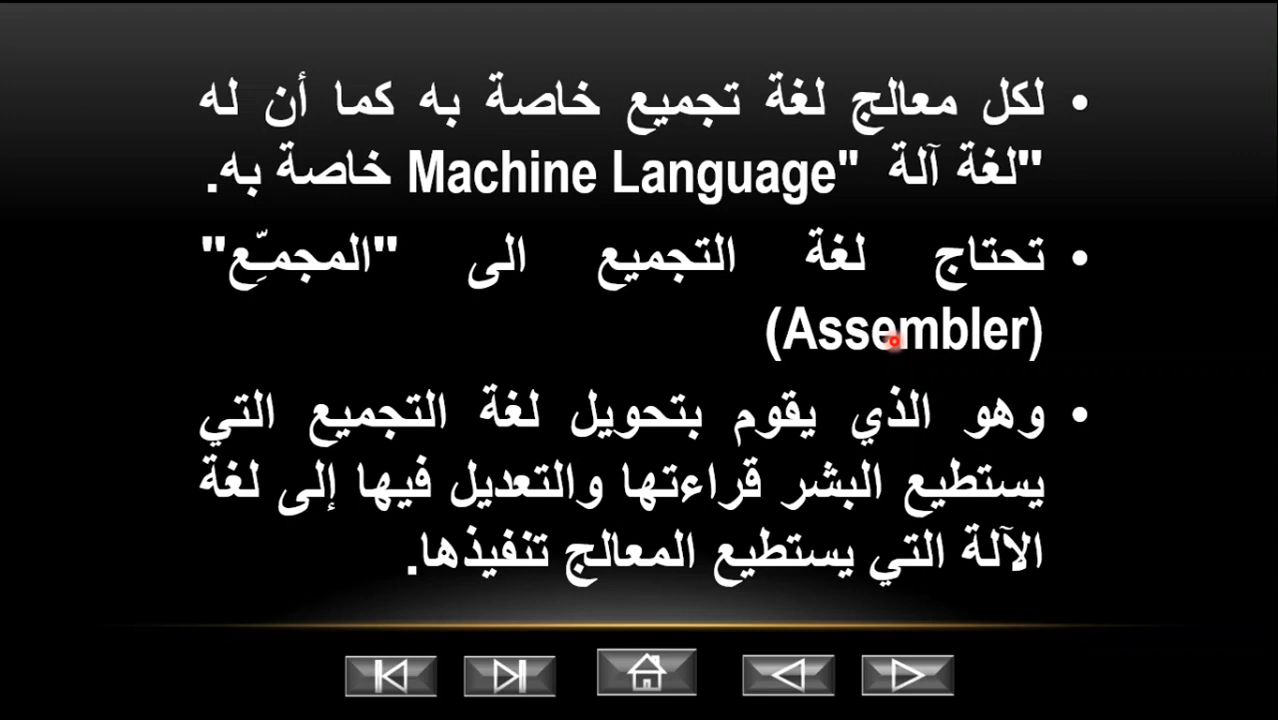 • لكل معالج لغة تجميع خاصة به كما أن له
"لغة آلة "Machine Language خاصة به.
• تحتاج لغة التجميع الى "المجمِّع"
(Assembler)
• وهو الذي يقوم بتحويل لغة التجميع التي
يستطيع البشر قراءتها والتعديل فيها إلى لغة
الآلة التي يستطيع المعالج تنفيذها.